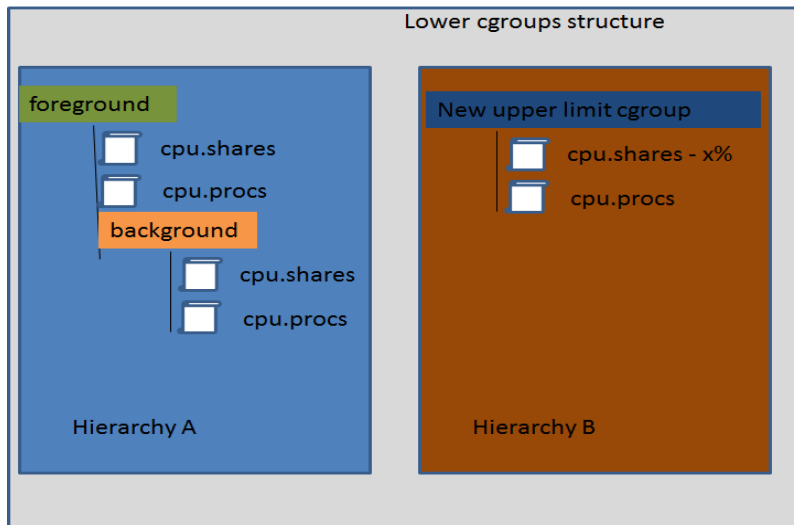 Lower cgroups structure
foreground
cpu.shares
cpu.procs
background
cpu.shares
cpu.procs
Hierarchy A
New upper limit cgroup
cpu.shares - x%
cpu.procs
Hierarchy B